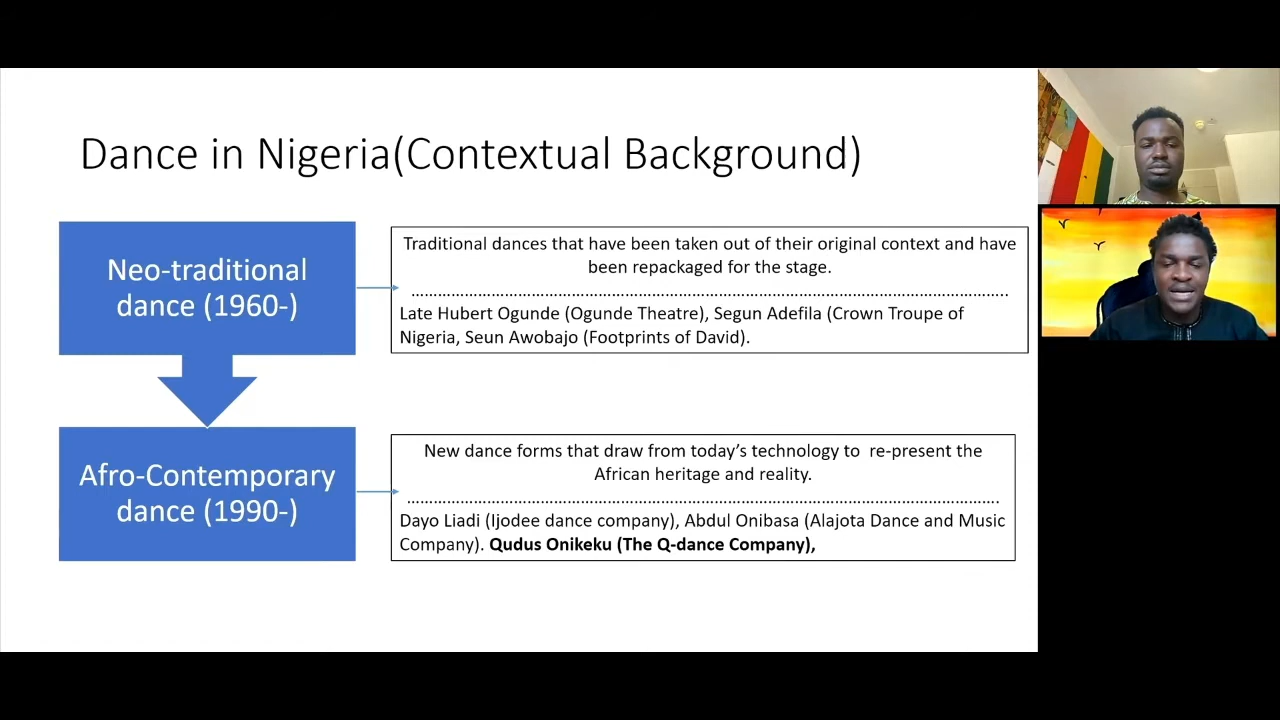 Dance in Nigeria(Contextual Background)
Neo-traditional
dance (1960-)
Traditional dances that have been taken out of their original context and have
been repackaged for the stage.
Late Hubert Ogunde (Ogunde Theatre), Segun Adefila (Crown Troupe of
Nigeria, Seun Awobajo (Footprints of David).
Afro-Contemporary
dance (1990-)
New dance forms that draw from today’s technology to  re-present the
African heritage and reality.
Dayo Liadi (Ijodee dance company), Abdul Onibasa (Alajota Dance and Music
Company). Qudus Onikeku (The Q-dance Company),